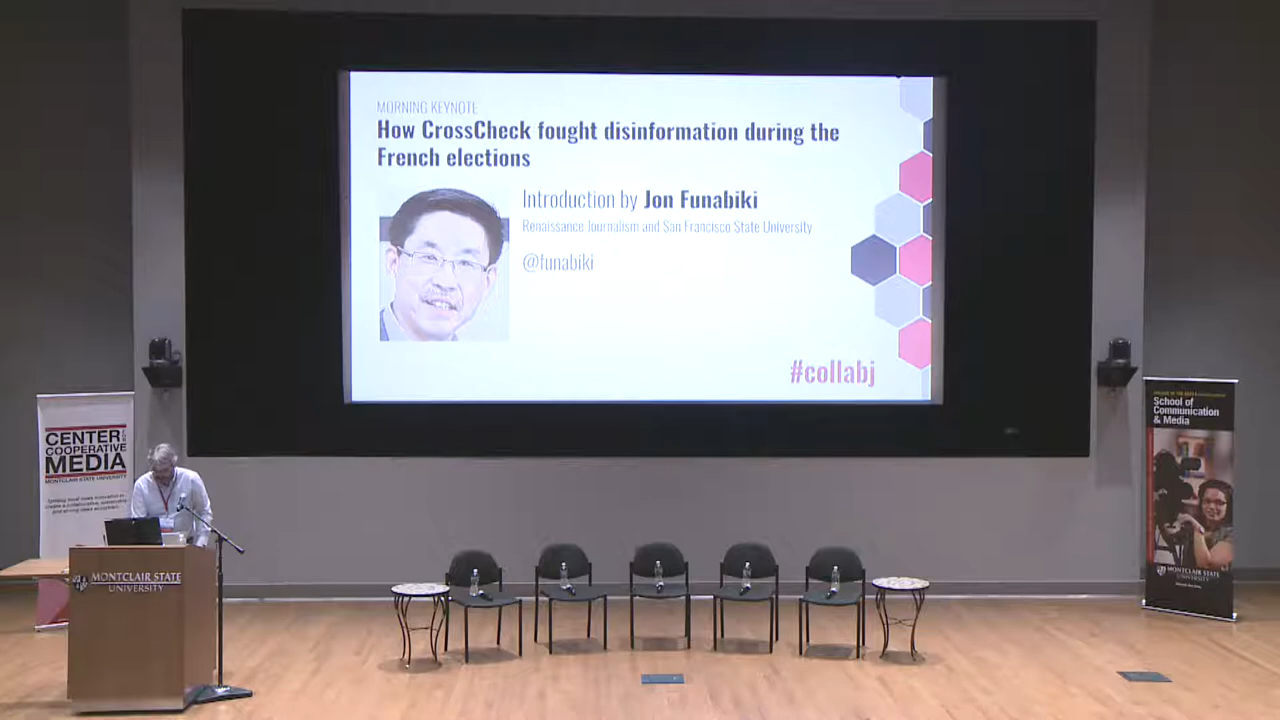 MORNING KEYNOTE
How CrossCheck fought disinformation during the
French elections
Introduction by Jon Funabiki
Renaissance Journalism and San Francisco State University
@funabiki
#collabj
CENTER
COOPERATIVE
MEDIA
MONTCLAIR STATE UNIVERSITY
MONTCLAIR STATE
UNIVERSITY
School of
Communication
& Media
MONTCLAIR STATE
UNIVERSITY